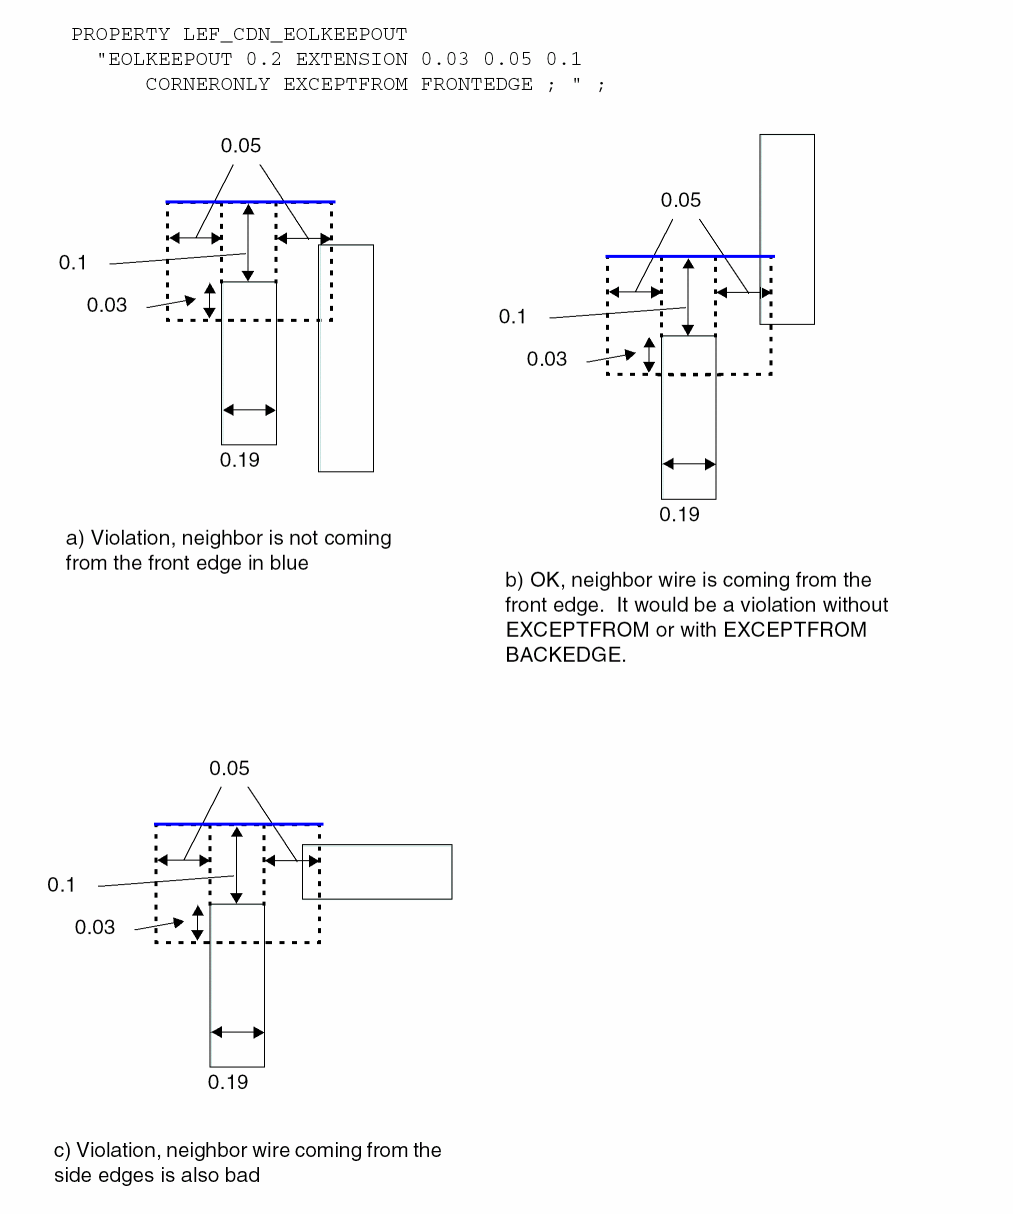 PROPERTY LEF_CDN_EOLKEEPOUT
"EOLKEEPOUT 0.2 EXTENSION 0.03 0.05 0.1
CORNERONLY EXCEPTFROM FRONTEDGE ; " ;
0.05
0.1
0.03
0.19
a) Violation, neighbor is not coming
from the front edge in blue
0.05
0.1
0.03
0.19
b) OK, neighbor wire is coming from the
front edge.  It would be a violation without
EXCEPTFROM or with EXCEPTFROM
BACKEDGE.
0.05
0.1
0.03
0.19
c) Violation, neighbor wire coming from the
side edges is also bad